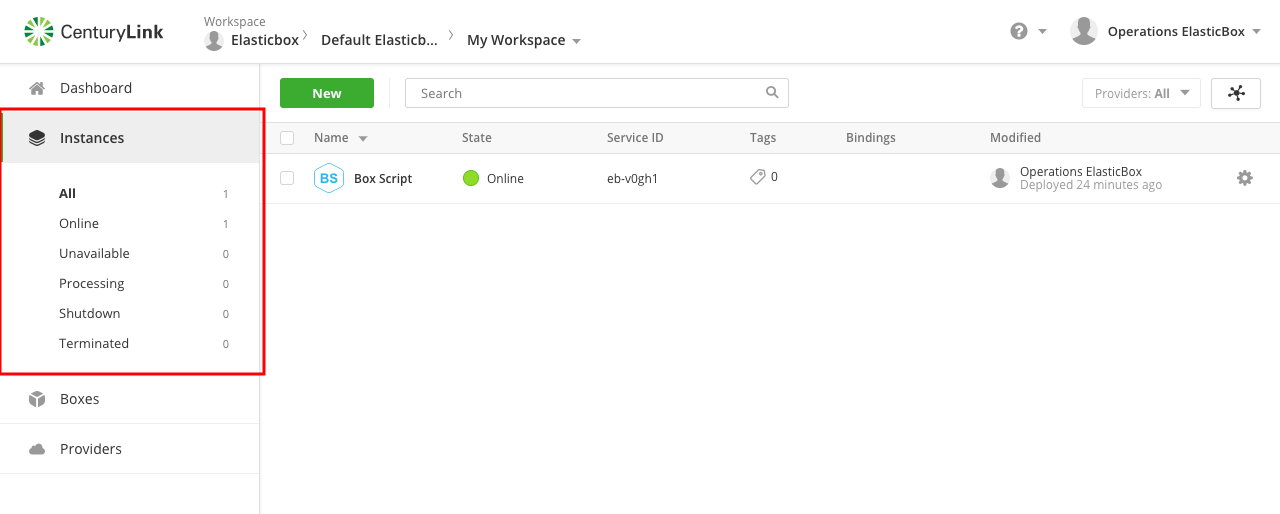 CenturyLink
Workspace
Elasticbox
Default Elasticb...
My Workspace
?
Operations ElasticBox
Dashboard
Instances
All 1
Online 1
Unavailable 0
Processing 0
Shutdown 0
Terminated 0
Boxes
Providers
New
Search
Providers: All
Name State Service ID Tags Bindings Modified
BS Box Script Online eb-v0gh1 0 Operations ElasticBox
Deployed 24 minutes ago